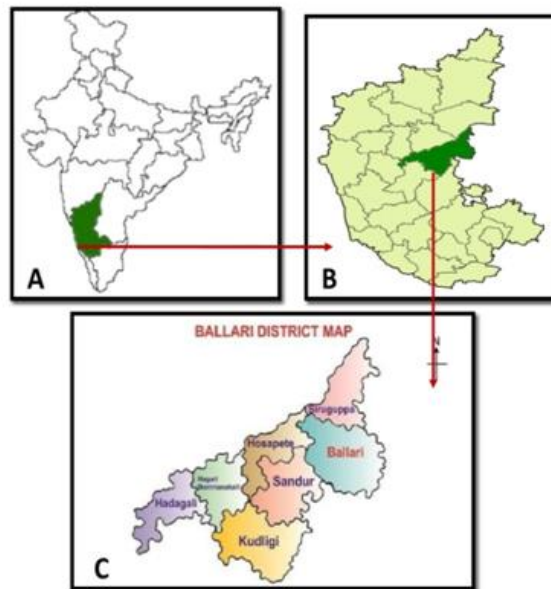 A
B
BALLARI DISTRICT MAP
N
Siruguppa
Hosapete
Ballari
Sandur
Hadagali
Kudligi
C